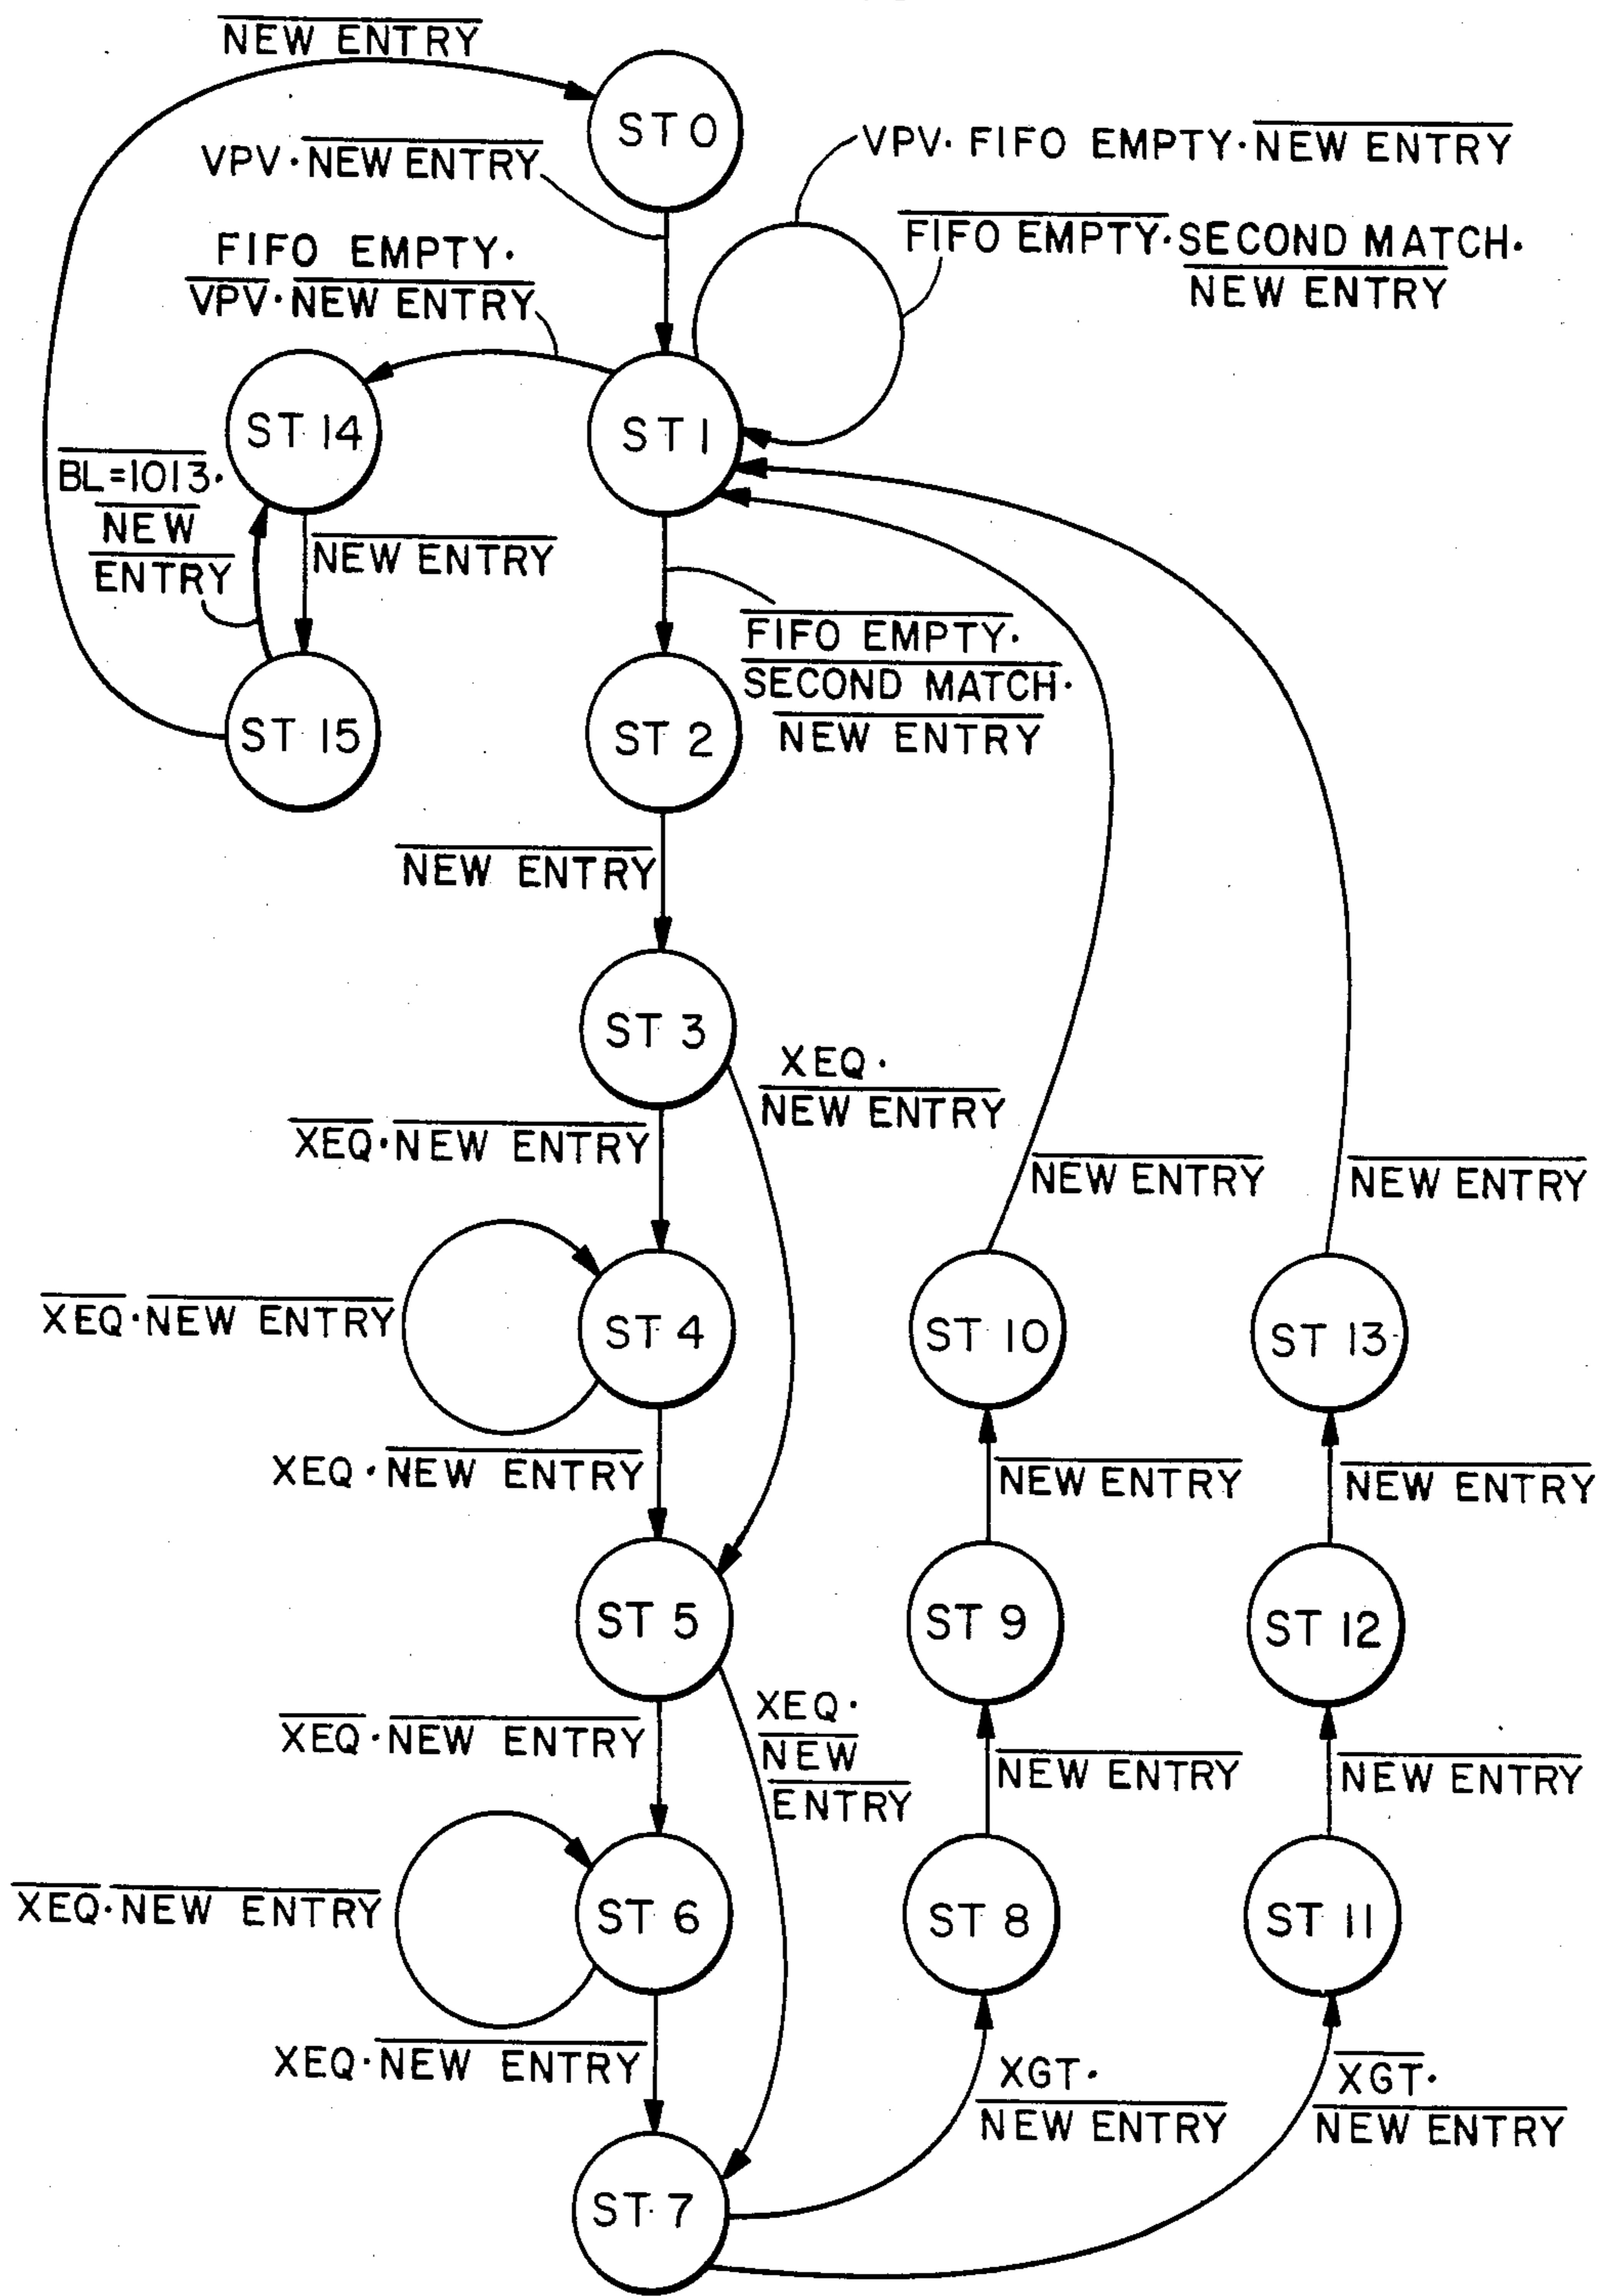 NEW ENTRY
ST 0
VPV· NEW ENTRY
VPV· FIFO EMPTY· NEW ENTRY
FIFO EMPTY· SECOND MATCH·
NEW ENTRY
FIFO EMPTY·
VPV· NEW ENTRY
ST 14
ST 1
BL=1013·
NEW
ENTRY
NEW ENTRY
FIFO EMPTY·
SECOND MATCH·
NEW ENTRY
ST 15
ST 2
NEW ENTRY
ST 3
XEQ·
NEW ENTRY
XEQ· NEW ENTRY
NEW ENTRY
NEW ENTRY
XEQ· NEW ENTRY
ST 4
ST 10
ST 13
XEQ· NEW ENTRY
NEW ENTRY
NEW ENTRY
ST 5
ST 9
ST 12
XEQ· NEW ENTRY
XEQ·
NEW
ENTRY
NEW ENTRY
NEW ENTRY
XEQ· NEW ENTRY
ST 6
ST 8
ST 11
XEQ· NEW ENTRY
XGT·
NEW ENTRY
XGT·
NEW ENTRY
ST 7